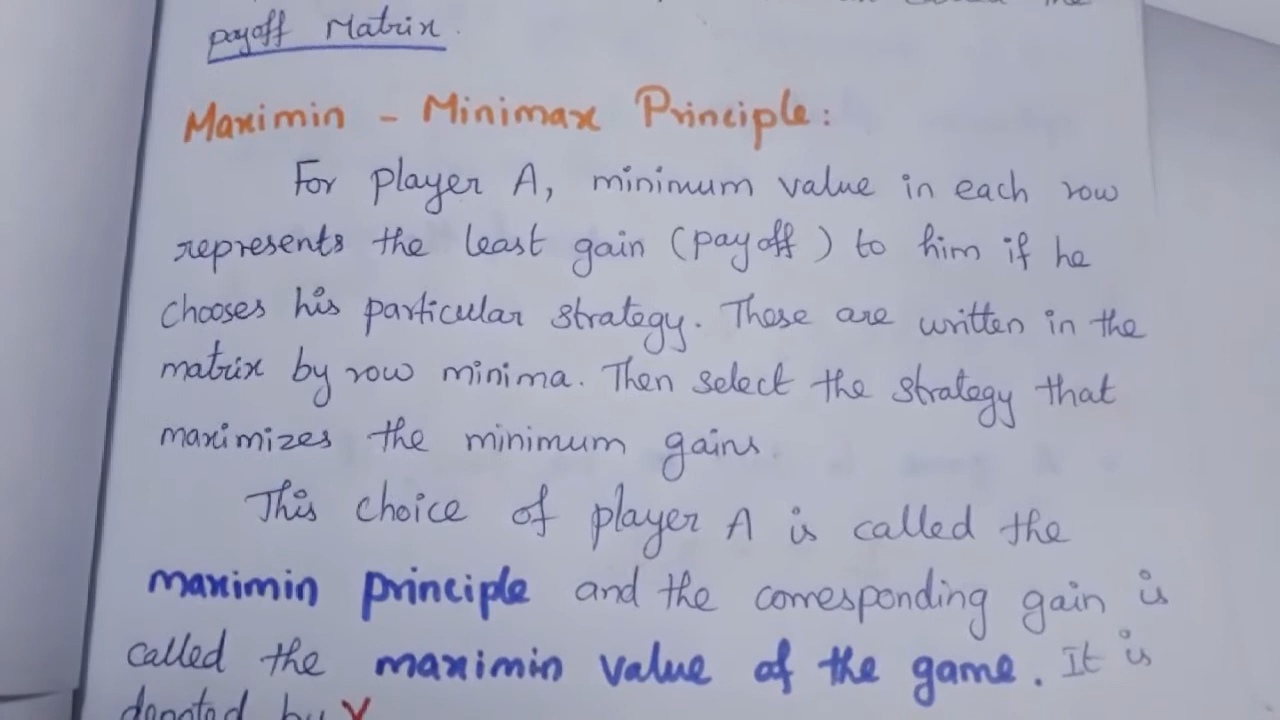 the
payoff Matrix.
Maximin - Minimax Principle:
For player A, minimum value in each row
represents the least gain (payoff) to him if he
chooses his particular strategy. These are written in the
matrix by row minima. Then select the strategy that
maximizes the minimum gains.
This choice of player A is called the
maximin principle and the corresponding gain is
called the maximin value of the game. It is
denoted by